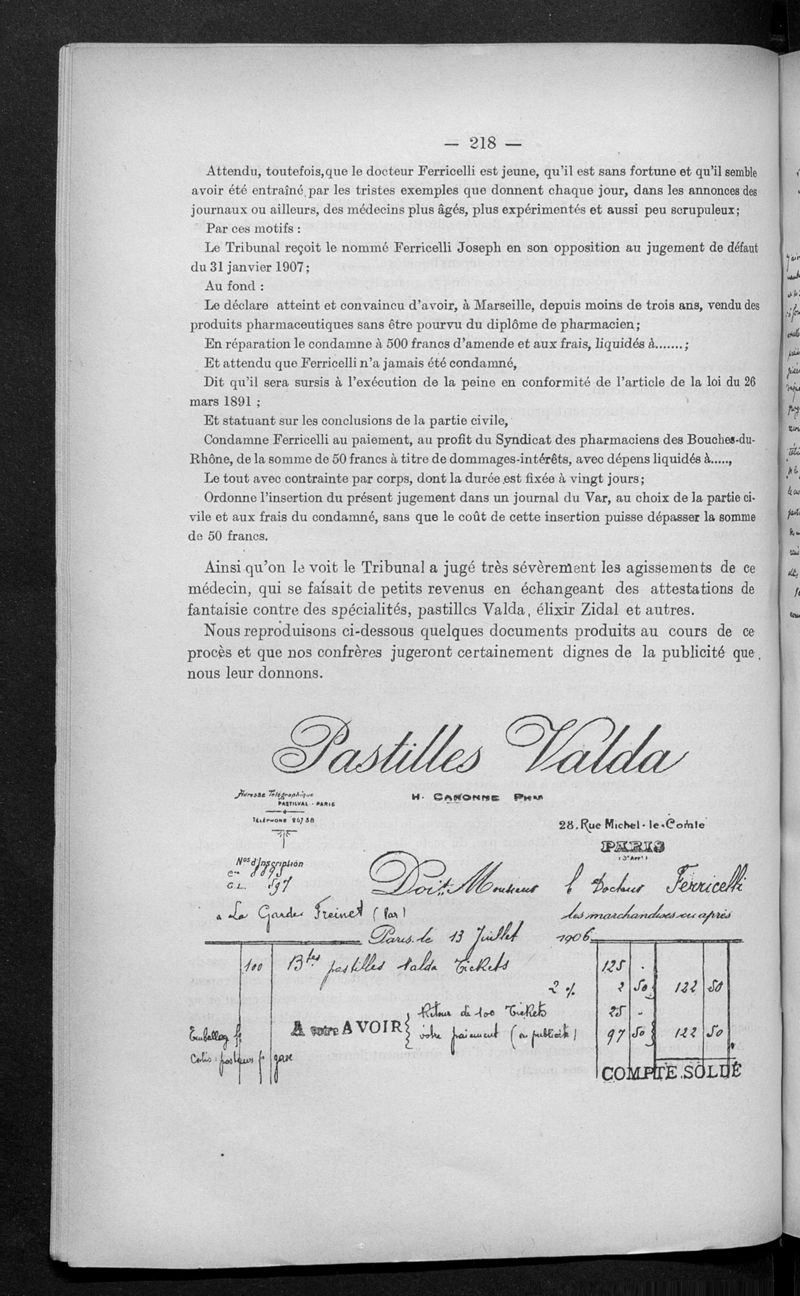 — 218 —
Attendu, toutefois, que le docteur Ferricelli est jeune, qu'il est sans fortune et qu'il semble
avoir été entraîné par les tristes exemples que donnent chaque jour, dans les annonces des
journaux ou ailleurs, des médecins plus âgés, plus expérimentés et aussi peu scrupuleux;
Par ces motifs :
Le Tribunal reçoit le nommé Ferricelli Joseph en son opposition au jugement de défaut
du 31 janvier 1907;
Au fond :
Le déclare atteint et convaincu d'avoir, à Marseille, depuis moins de trois ans, vendu des
produits pharmaceutiques sans être pourvu du diplôme de pharmacien;
En réparation le condamne à 500 francs d'amende et aux frais, liquidés à.......;
Et attendu que Ferricelli n'a jamais été condamné,
Dit qu'il sera sursis à l'exécution de la peine en conformité de l'article de la loi du 26
mars 1891 ;
Et statuant sur les conclusions de la partie civile,
Condamne Ferricelli au paiement, au profit du Syndicat des pharmaciens des Bouches-du-
Rhône, de la somme de 50 francs à titre de dommages-intérêts, avec dépens liquidés à.....,
Le tout avec contrainte par corps, dont la durée est fixée à vingt jours;
Ordonne l'insertion du présent jugement dans un journal du Var, au choix de la partie ci-
vile et aux frais du condamné, sans que le coût de cette insertion puisse dépasser la somme
de 50 francs.
Ainsi qu'on le voit le Tribunal a jugé très sévèrement les agissements de ce
médecin, qui se faisait de petits revenus en échangeant des attestations de
fantaisie contre des spécialités, pastilles Valda, élixir Zidal et autres.
Nous reproduisons ci-dessous quelques documents produits au cours de ce
procès et que nos confrères jugeront certainement dignes de la publicité que
nous leur donnons.
Pastilles Valda
Adresse Télégraphique
PASTILVAL - PARIS
H. CANONNE Phen
TÉLÉPHONE
28, Rue Michel-le-Comte
PARIS
(3e Arrt)
Nos d'Inscription
C.L. 597
Doit Monsieur le Docteur Ferricelli
à La Garde Freinet (Var) les marchandises ci après
Paris, le 13 Juillet 1906
100 Btes pastilles Valda Tickets 125 -
2 % 2 50 122 50
Retour de 100 Tickets 25 -
A votre AVOIR votre paiement (en publicité) 97 50 122 50
Emballag
Colis postaux gare
COMPTE SOLDÉ